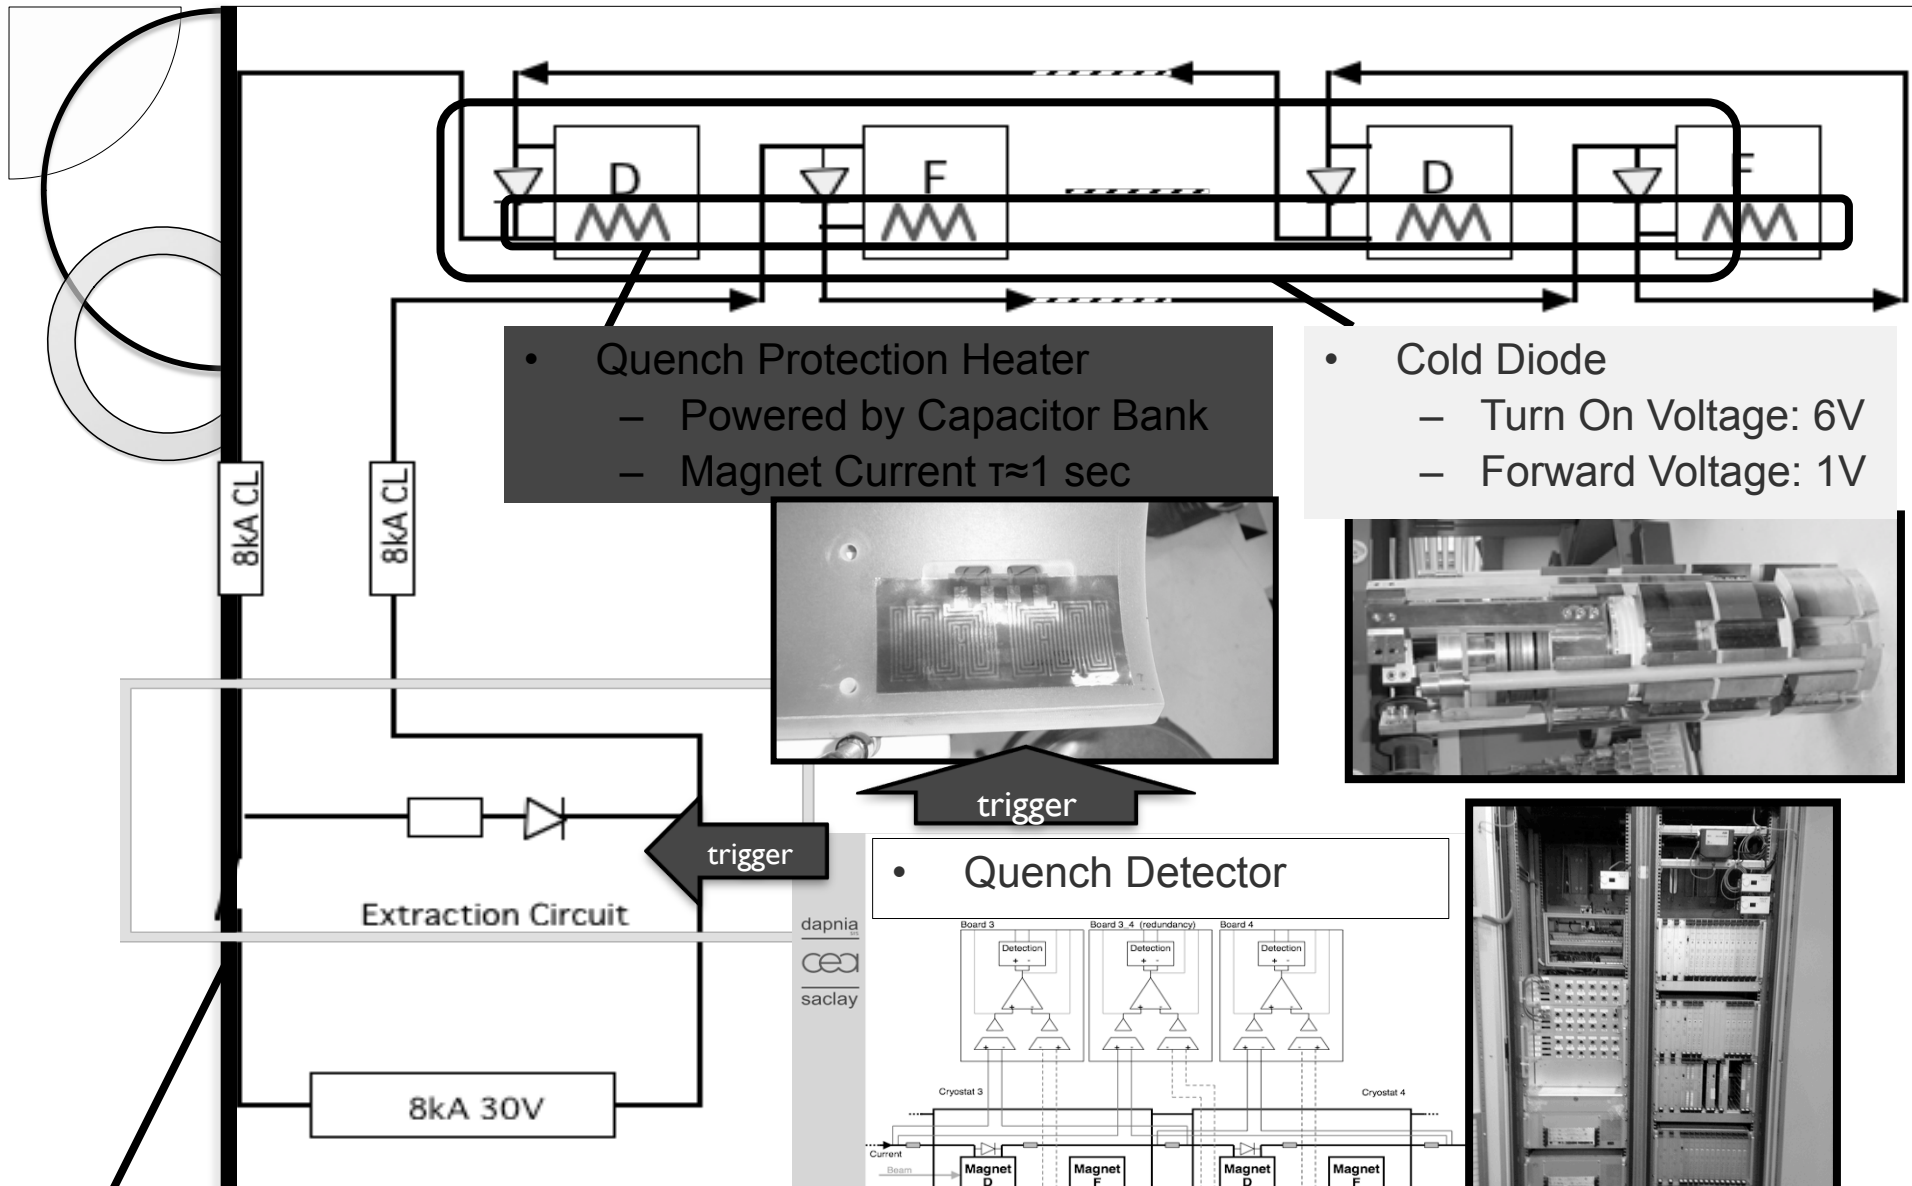 D
F
D
F
• Quench Protection Heater
– Powered by Capacitor Bank
– Magnet Current τ≈1 sec
• Cold Diode
– Turn On Voltage: 6V
– Forward Voltage: 1V
8kA CL
8kA CL
trigger
trigger
• Quench Detector
Extraction Circuit
dapnia
cea
saclay
Board 3
Board 3_4 (redundancy)
Board 4
Detection
Detection
Detection
Cryostat 3
Cryostat 4
8kA 30V
Current
Beam
Magnet
D
Magnet
F
Magnet
D
Magnet
F